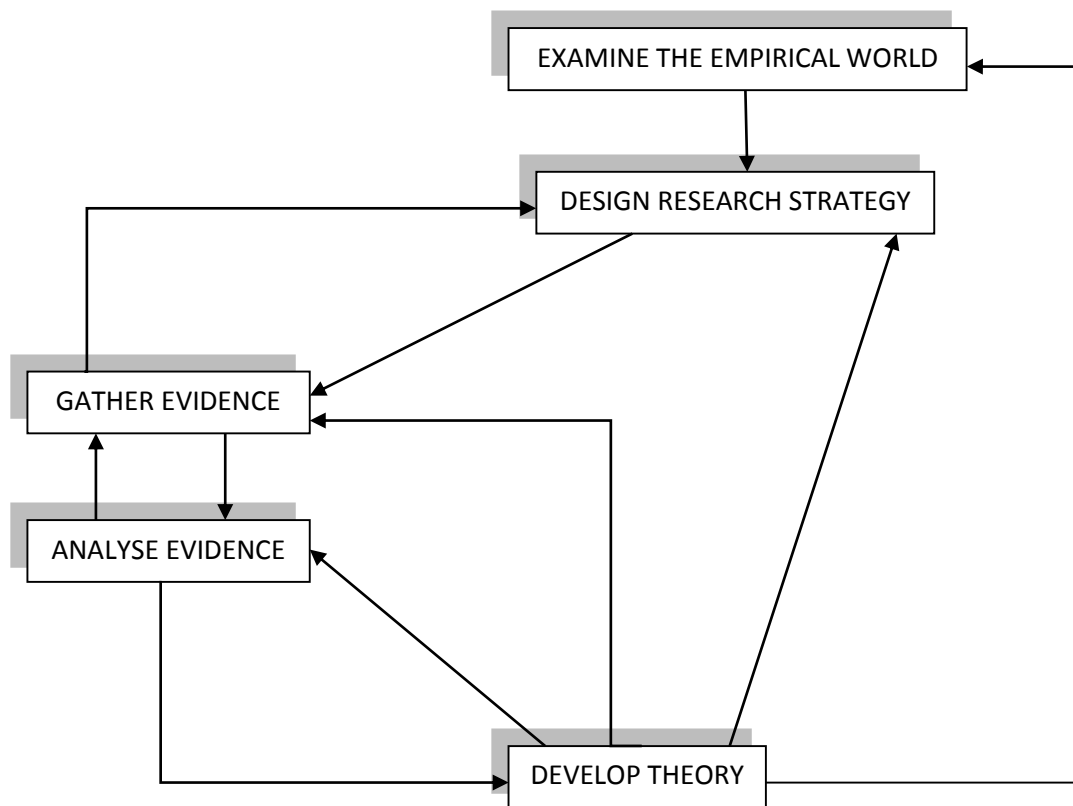 EXAMINE THE EMPIRICAL WORLD
DESIGN RESEARCH STRATEGY
GATHER EVIDENCE
ANALYSE EVIDENCE
DEVELOP THEORY